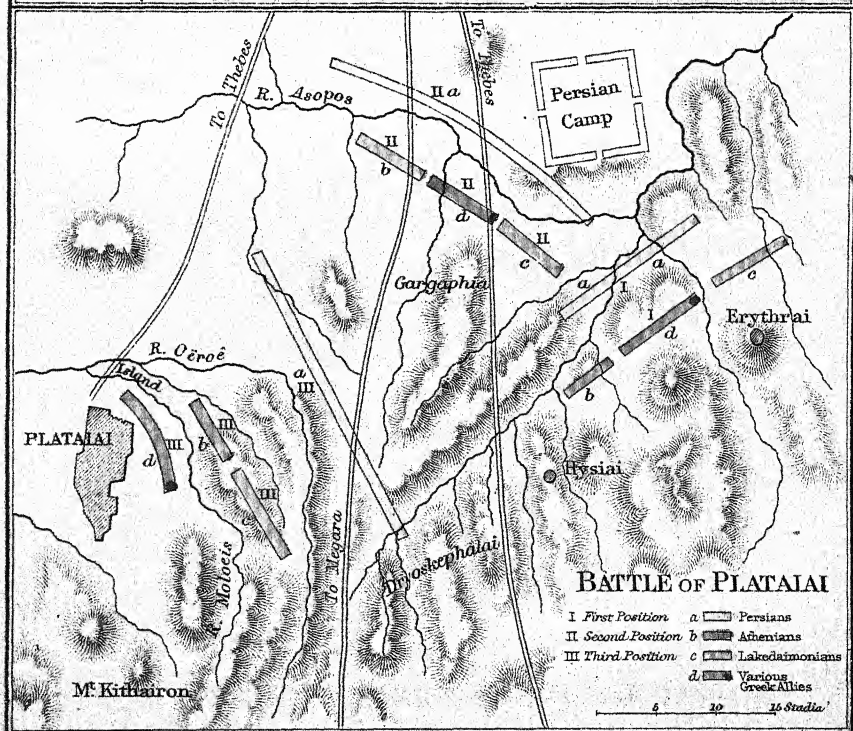 To Thebes
R. Asopos
II a
To Thebes
Persian
Camp
II
b
II
d
II
c
Gargaphia
a
I
a
c
I
d
b
Erythrai
R. Oëroê
Island
a
III
PLATAIAI
III
d
III
b
III
c
Hysiai
To Megara
Dryoskephalai
R. Moloeis
Mt. Kithairon
BATTLE OF PLATAIAI
I First Position a Persians
II Second Position b Athenians
III Third Position c Lakedaimonians
d Various
Greek Allies
5 10 15 Stadia